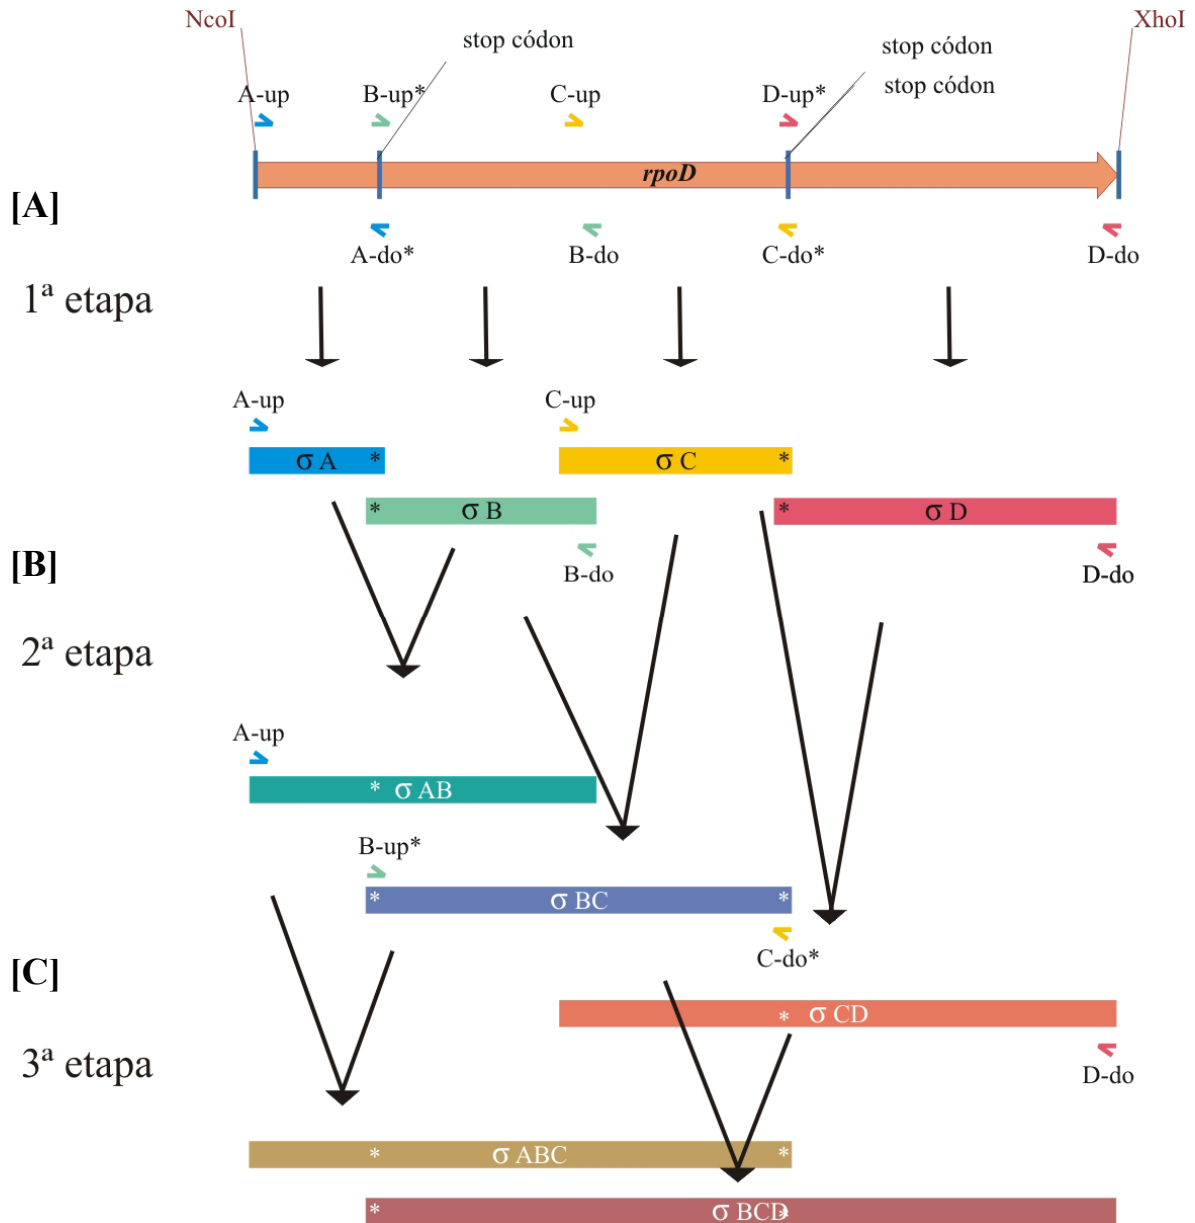 NcoI
XhoI
stop códon
stop códon
stop códon
A-up
B-up*
C-up
D-up*
rpoD
[A]
A-do*
B-do
C-do*
D-do
1ª etapa
A-up
C-up
σ A *
σ C *
* σ B
* σ D
[B]
B-do
D-do
2ª etapa
A-up
* σ AB
B-up*
* σ BC *
C-do*
[C]
* σ CD
3ª etapa
D-do
* σ ABC *
* σ BCD *